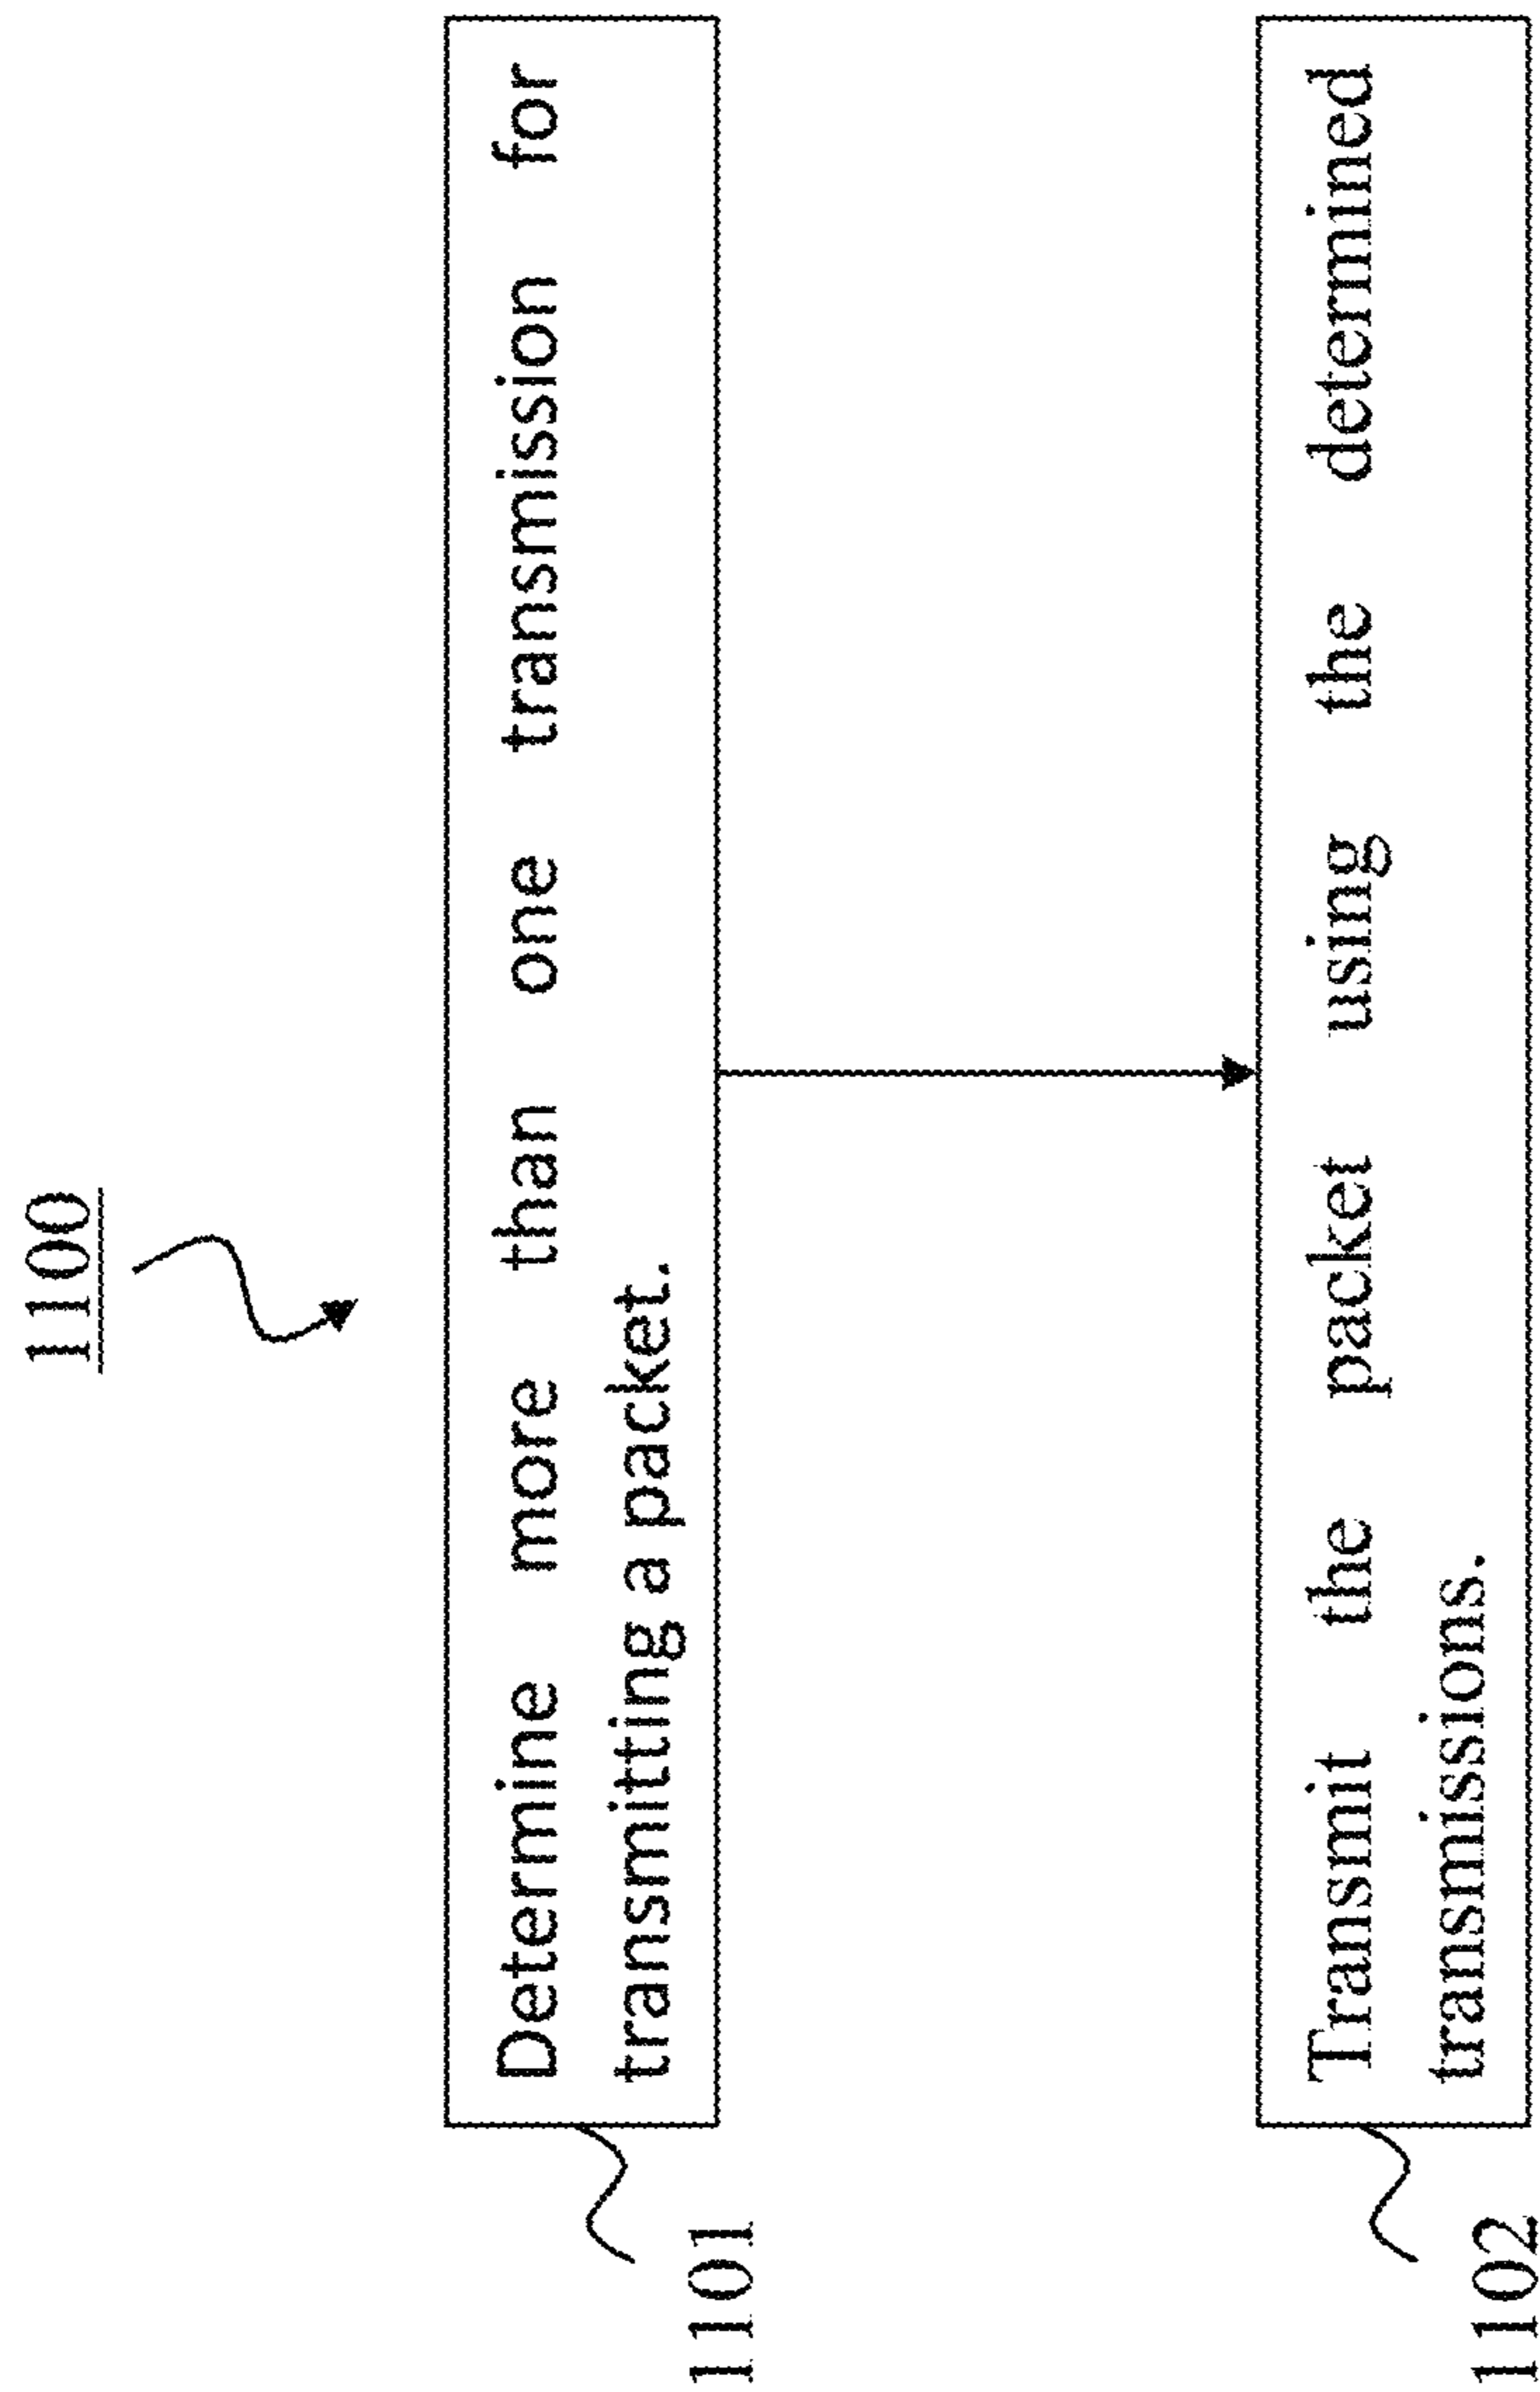 1100
Determine more than one transmission for
transmitting a packet.
1101
Transmit the packet using the determined
transmissions.
1102